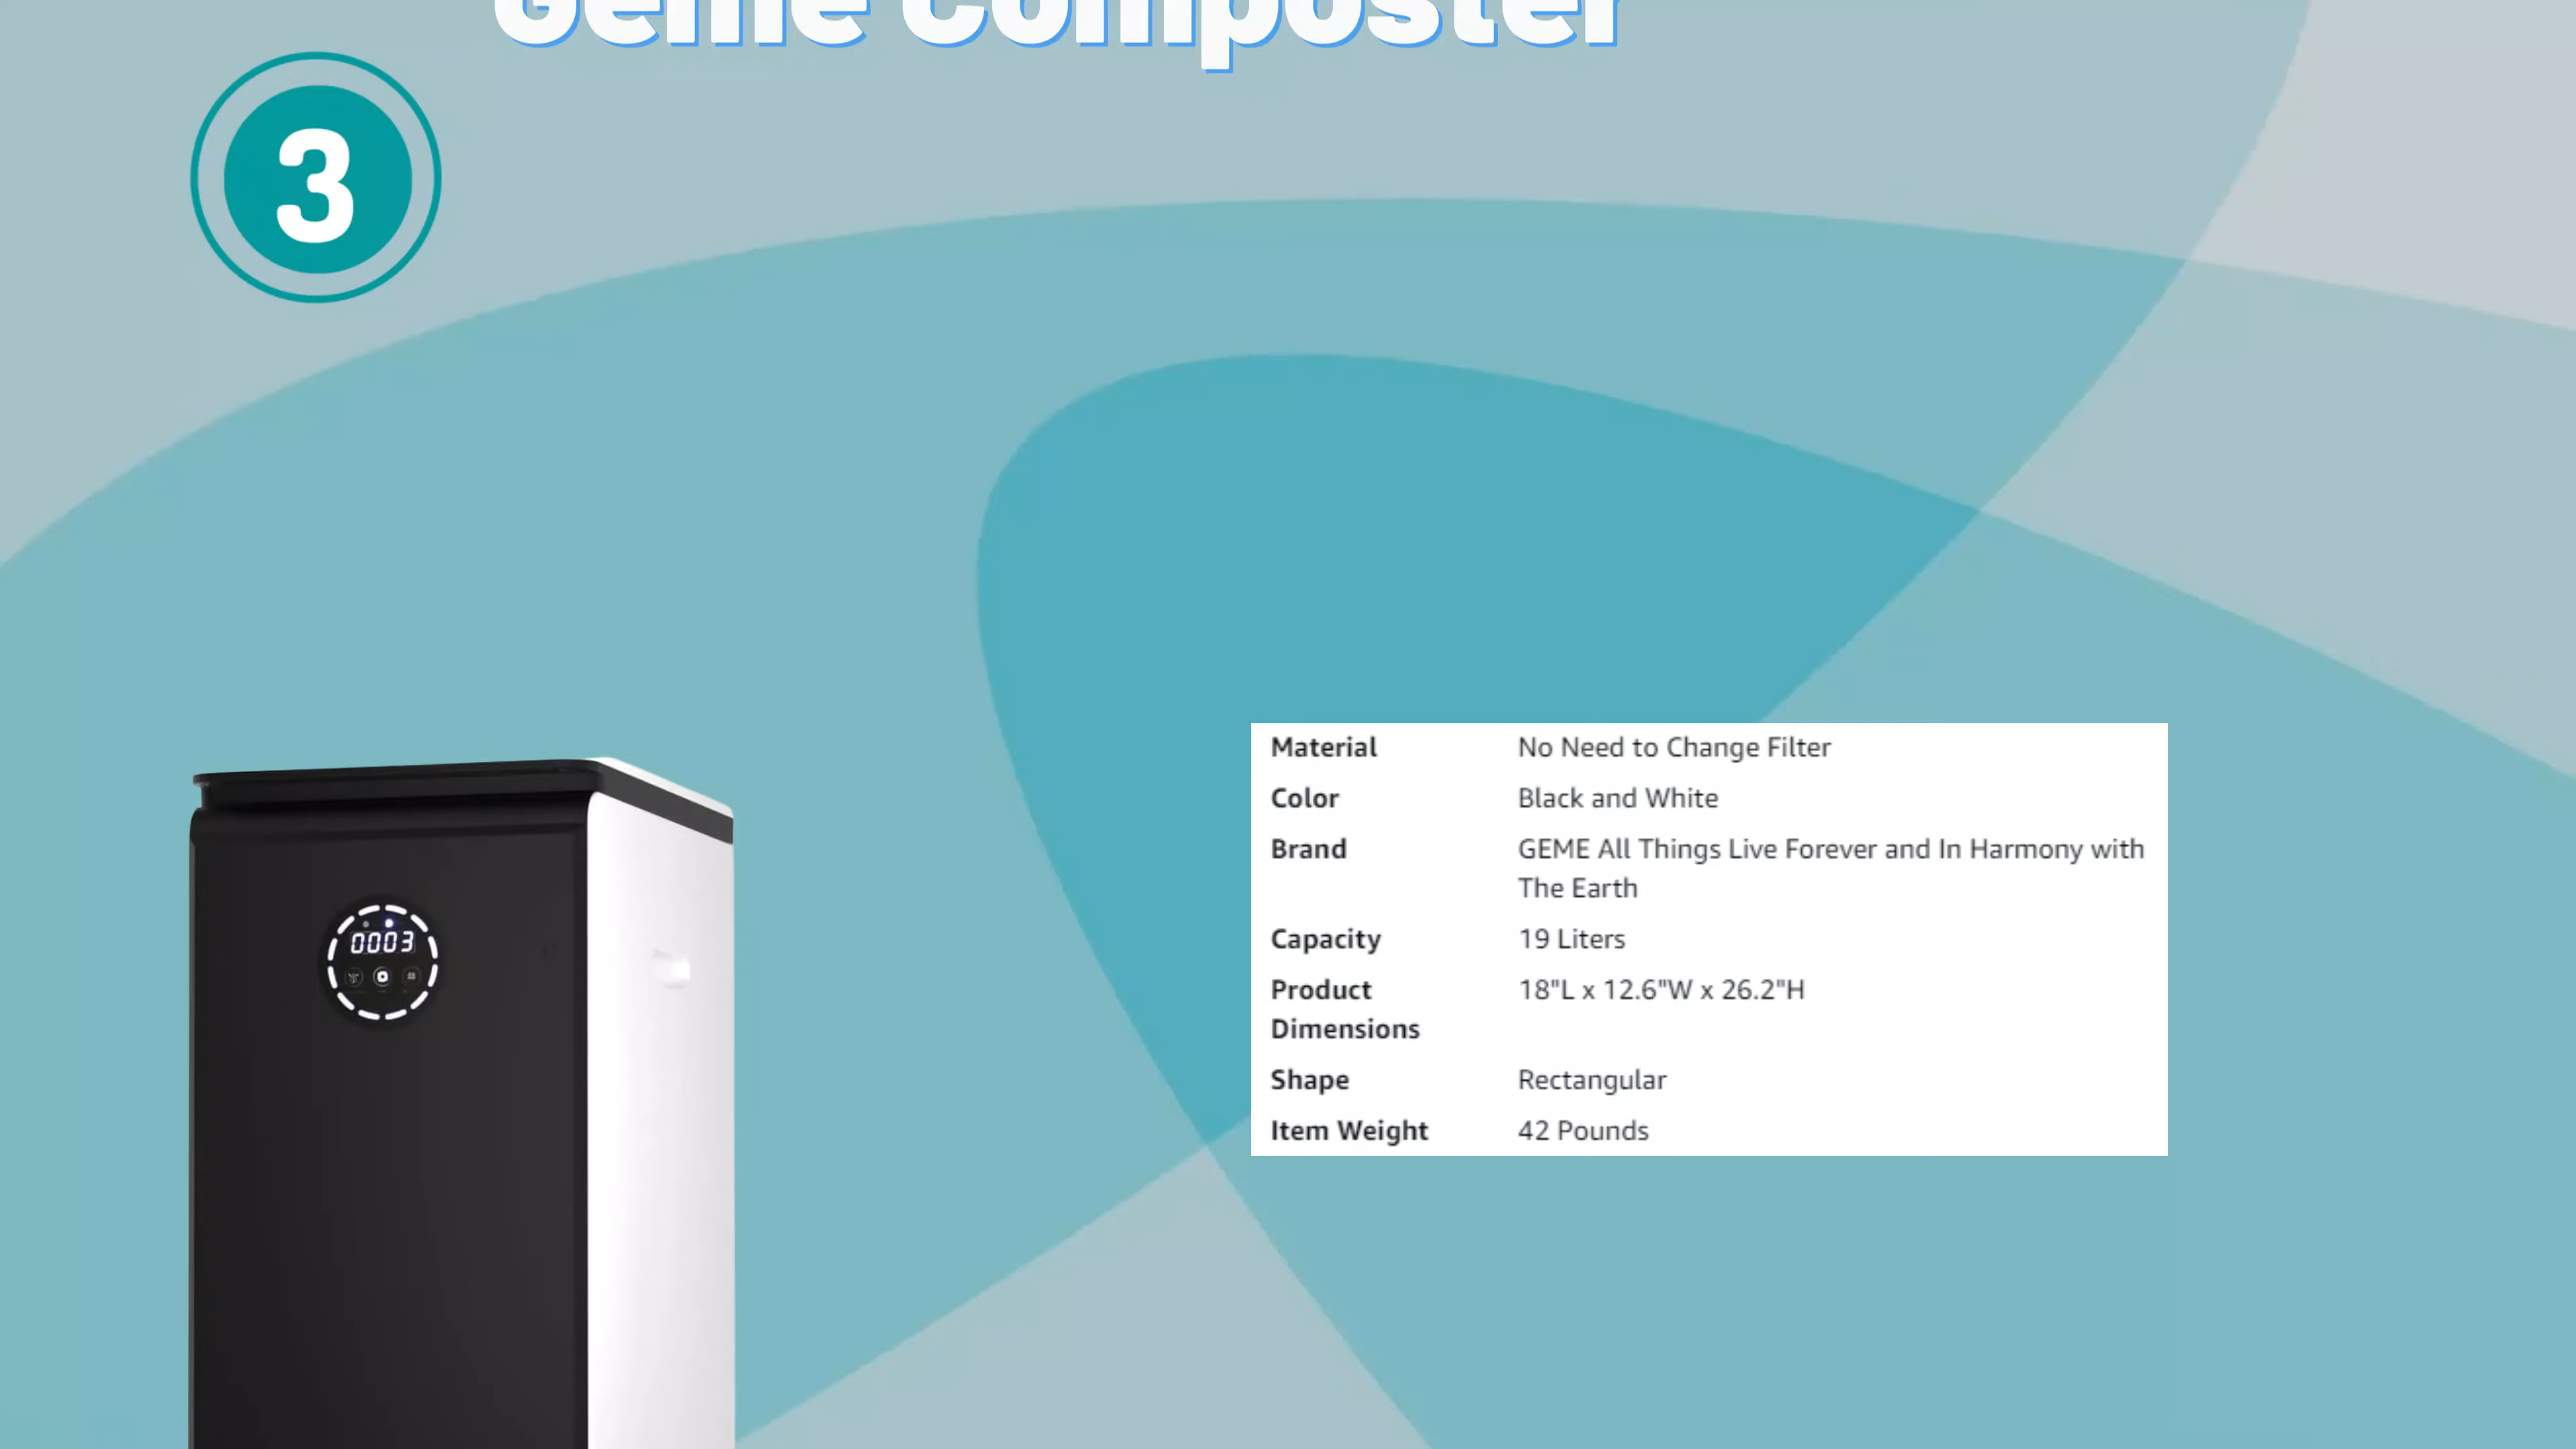 Geme Composter
3
0003
Material No Need to Change Filter
Color Black and White
Brand GEME All Things Live Forever and In Harmony with
The Earth
Capacity 19 Liters
Product 18"L x 12.6"W x 26.2"H
Dimensions
Shape Rectangular
Item Weight 42 Pounds